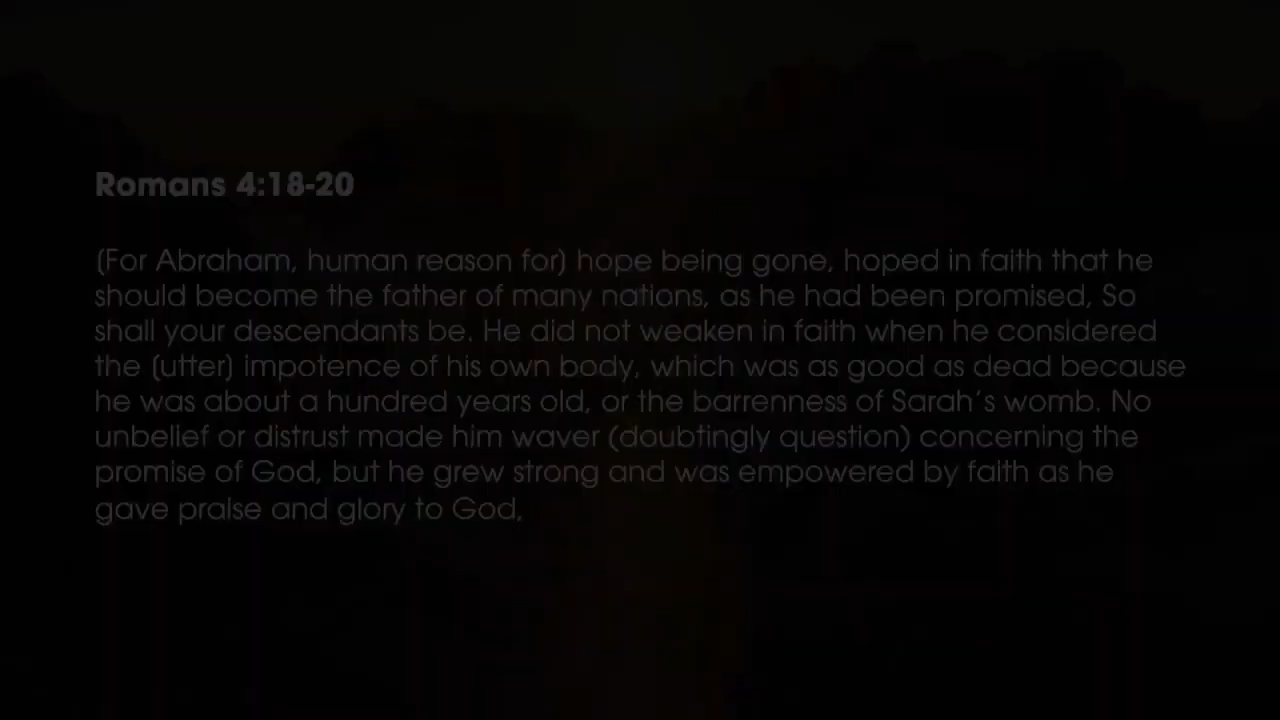 Romans 4:18-20
(For Abraham, human reason for) hope being gone, hoped in faith that he
should become the father of many nations, as he had been promised, So
shall your descendants be. He did not weaken in faith when he considered
the (utter) impotence of his own body, which was as good as dead because
he was about a hundred years old, or the barrenness of Sarah's womb. No
unbelief or distrust made him waver (doubtingly question) concerning the
promise of God, but he grew strong and was empowered by faith as he
gave praise and glory to God,